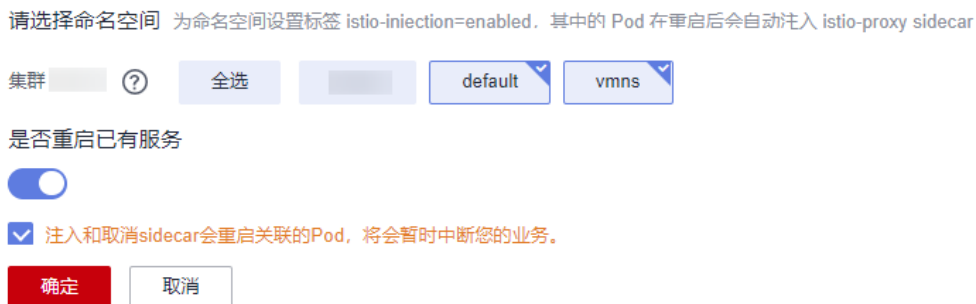 请选择命名空间 为命名空间设置标签 istio-iniection=enabled，其中的 Pod 在重启后会自动注入 istio-proxy sidecar
集群 ? 全选 default vmns
是否重启已有服务
注入和取消sidecar会重启关联的Pod，将会暂时中断您的业务。
确定 取消